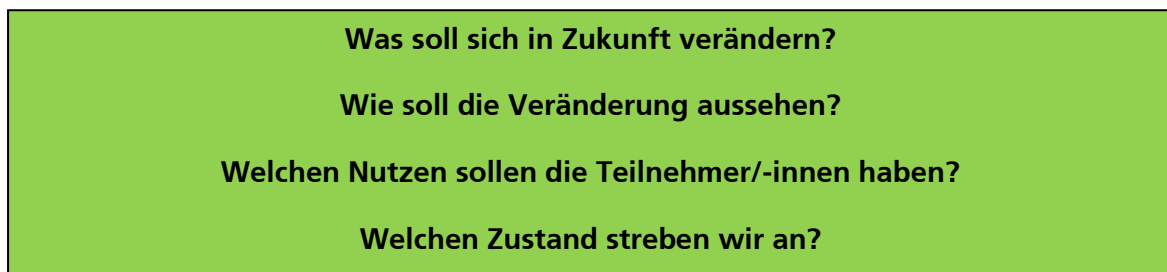 Was soll sich in Zukunft verändern?
Wie soll die Veränderung aussehen?
Welchen Nutzen sollen die Teilnehmer/-innen haben?
Welchen Zustand streben wir an?